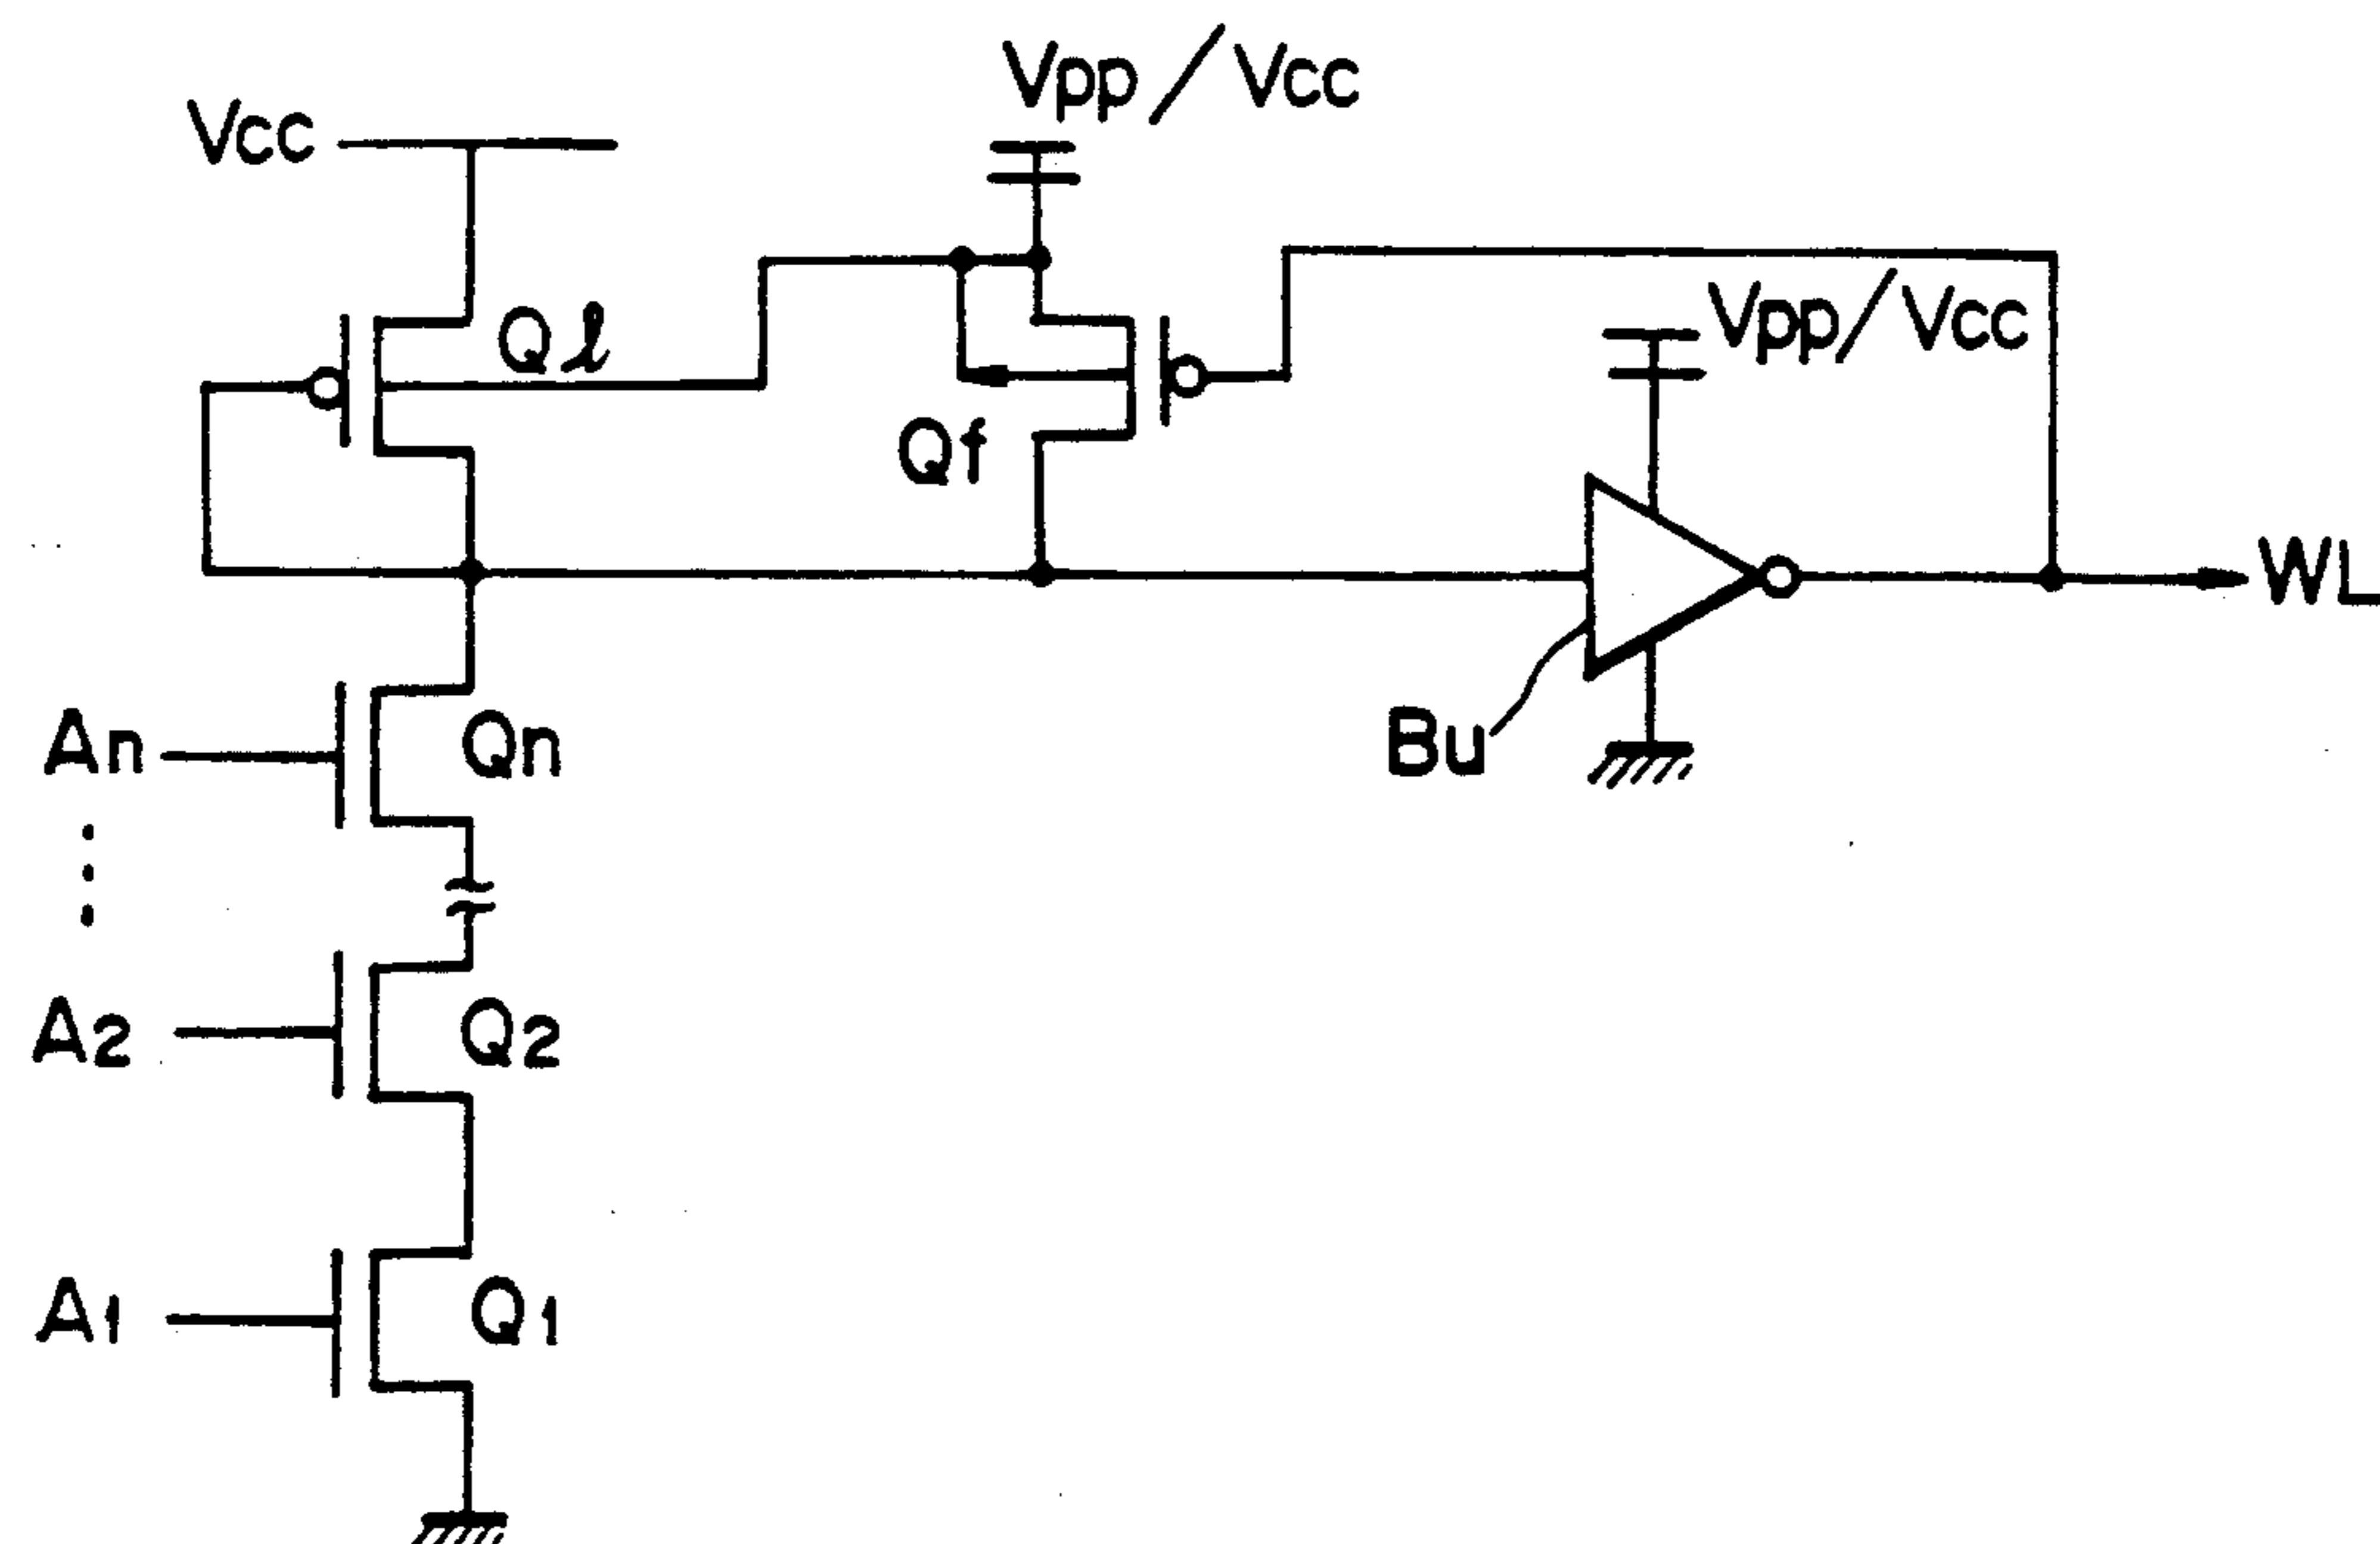 Vpp/Vcc
Vcc
Qℓ
Vpp/Vcc
Qf
WL
An
Qn
Bu
A2
Q2
A1
Q1